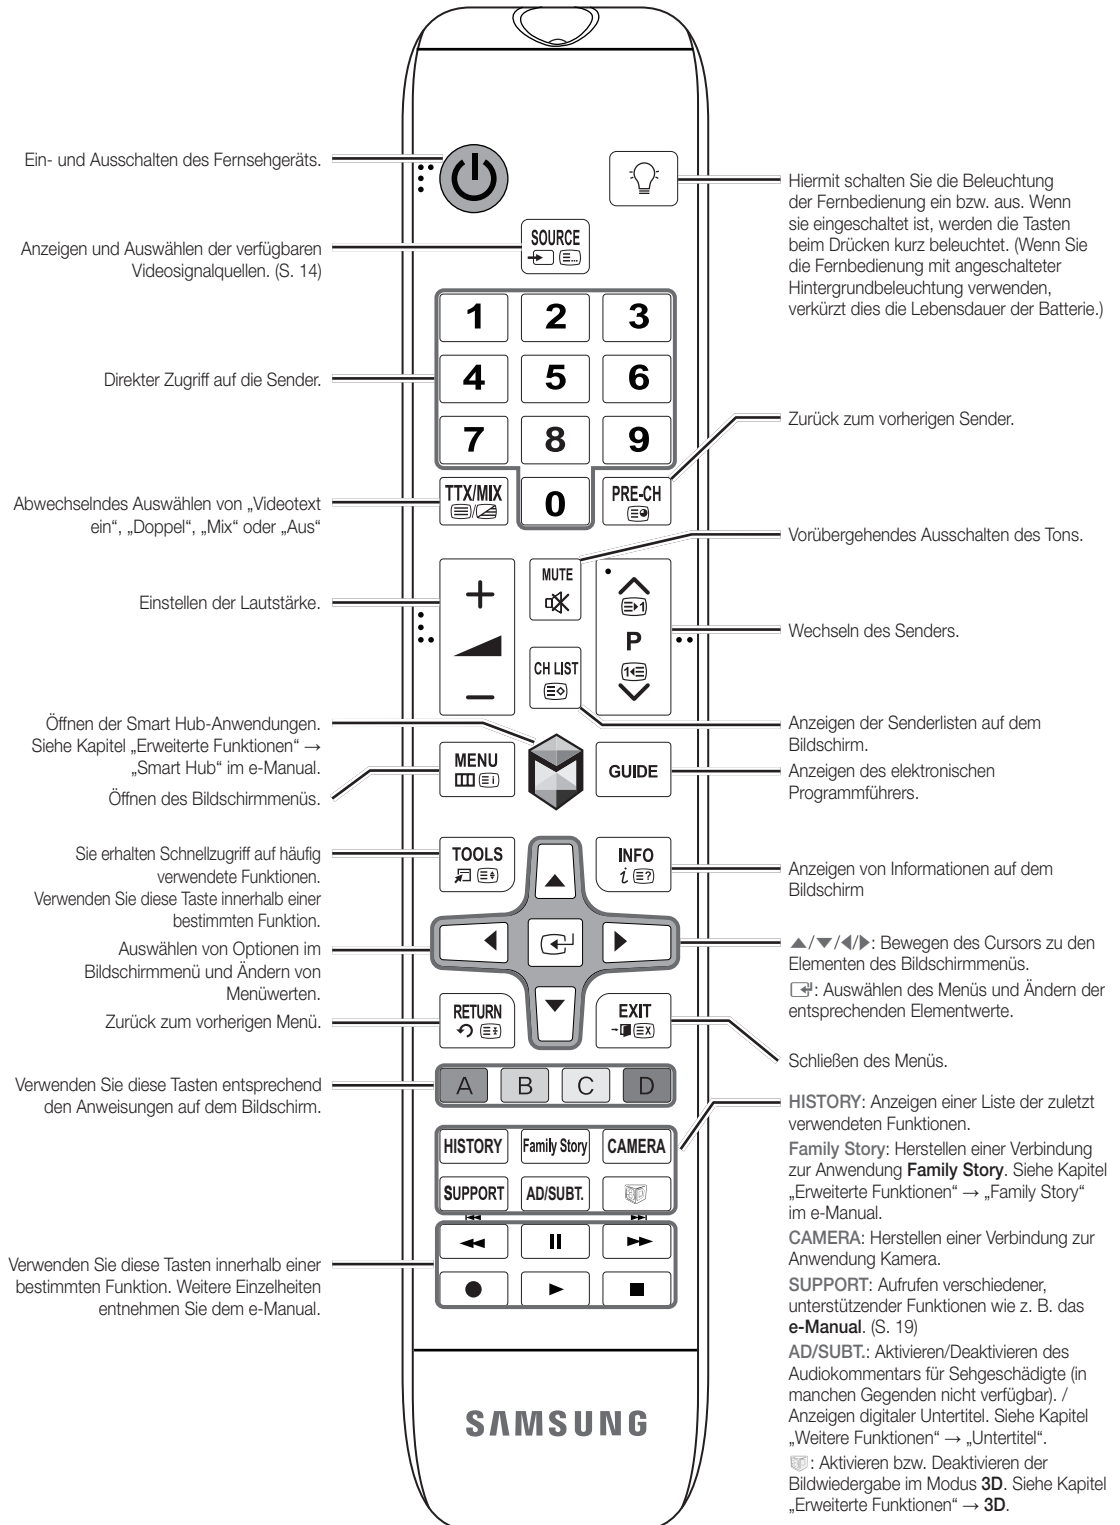 Ein- und Ausschalten des Fernsehgeräts.
Anzeigen und Auswählen der verfügbaren
Videosignalquellen. (S. 14)
Direkter Zugriff auf die Sender.
Abwechselndes Auswählen von „Videotext
ein“, „Doppel“, „Mix“ oder „Aus“
Einstellen der Lautstärke.
Öffnen der Smart Hub-Anwendungen.
Siehe Kapitel „Erweiterte Funktionen“ →
„Smart Hub“ im e-Manual.
Öffnen des Bildschirmmenüs.
Sie erhalten Schnellzugriff auf häufig
verwendete Funktionen.
Verwenden Sie diese Taste innerhalb einer
bestimmten Funktion.
Auswählen von Optionen im
Bildschirmmenü und Ändern von
Menüwerten.
Zurück zum vorherigen Menü.
Verwenden Sie diese Tasten entsprechend
den Anweisungen auf dem Bildschirm.
Verwenden Sie diese Tasten innerhalb einer
bestimmten Funktion. Weitere Einzelheiten
entnehmen Sie dem e-Manual.
SOURCE
1 2 3
4 5 6
7 8 9
TTX/MIX 0 PRE-CH
MUTE
+ P
CH LIST
−
MENU GUIDE
TOOLS INFO
RETURN EXIT
A B C D
HISTORY Family Story CAMERA
SUPPORT AD/SUBT.
SAMSUNG
Hiermit schalten Sie die Beleuchtung
der Fernbedienung ein bzw. aus. Wenn
sie eingeschaltet ist, werden die Tasten
beim Drücken kurz beleuchtet. (Wenn Sie
die Fernbedienung mit angeschalteter
Hintergrundbeleuchtung verwenden,
verkürzt dies die Lebensdauer der Batterie.)
Zurück zum vorherigen Sender.
Vorübergehendes Ausschalten des Tons.
Wechseln des Senders.
Anzeigen der Senderlisten auf dem
Bildschirm.
Anzeigen des elektronischen
Programmführers.
Anzeigen von Informationen auf dem
Bildschirm
▲/▼/◀/▶: Bewegen des Cursors zu den
Elementen des Bildschirmmenüs.
: Auswählen des Menüs und Ändern der
entsprechenden Elementwerte.
Schließen des Menüs.
HISTORY: Anzeigen einer Liste der zuletzt
verwendeten Funktionen.
Family Story: Herstellen einer Verbindung
zur Anwendung Family Story. Siehe Kapitel
„Erweiterte Funktionen“ → „Family Story“
im e-Manual.
CAMERA: Herstellen einer Verbindung zur
Anwendung Kamera.
SUPPORT: Aufrufen verschiedener,
unterstützender Funktionen wie z. B. das
e-Manual. (S. 19)
AD/SUBT.: Aktivieren/Deaktivieren des
Audiokommentars für Sehgeschädigte (in
manchen Gegenden nicht verfügbar). /
Anzeigen digitaler Untertitel. Siehe Kapitel
„Weitere Funktionen“ → „Untertitel“.
: Aktivieren bzw. Deaktivieren der
Bildwiedergabe im Modus 3D. Siehe Kapitel
„Erweiterte Funktionen“ → 3D.